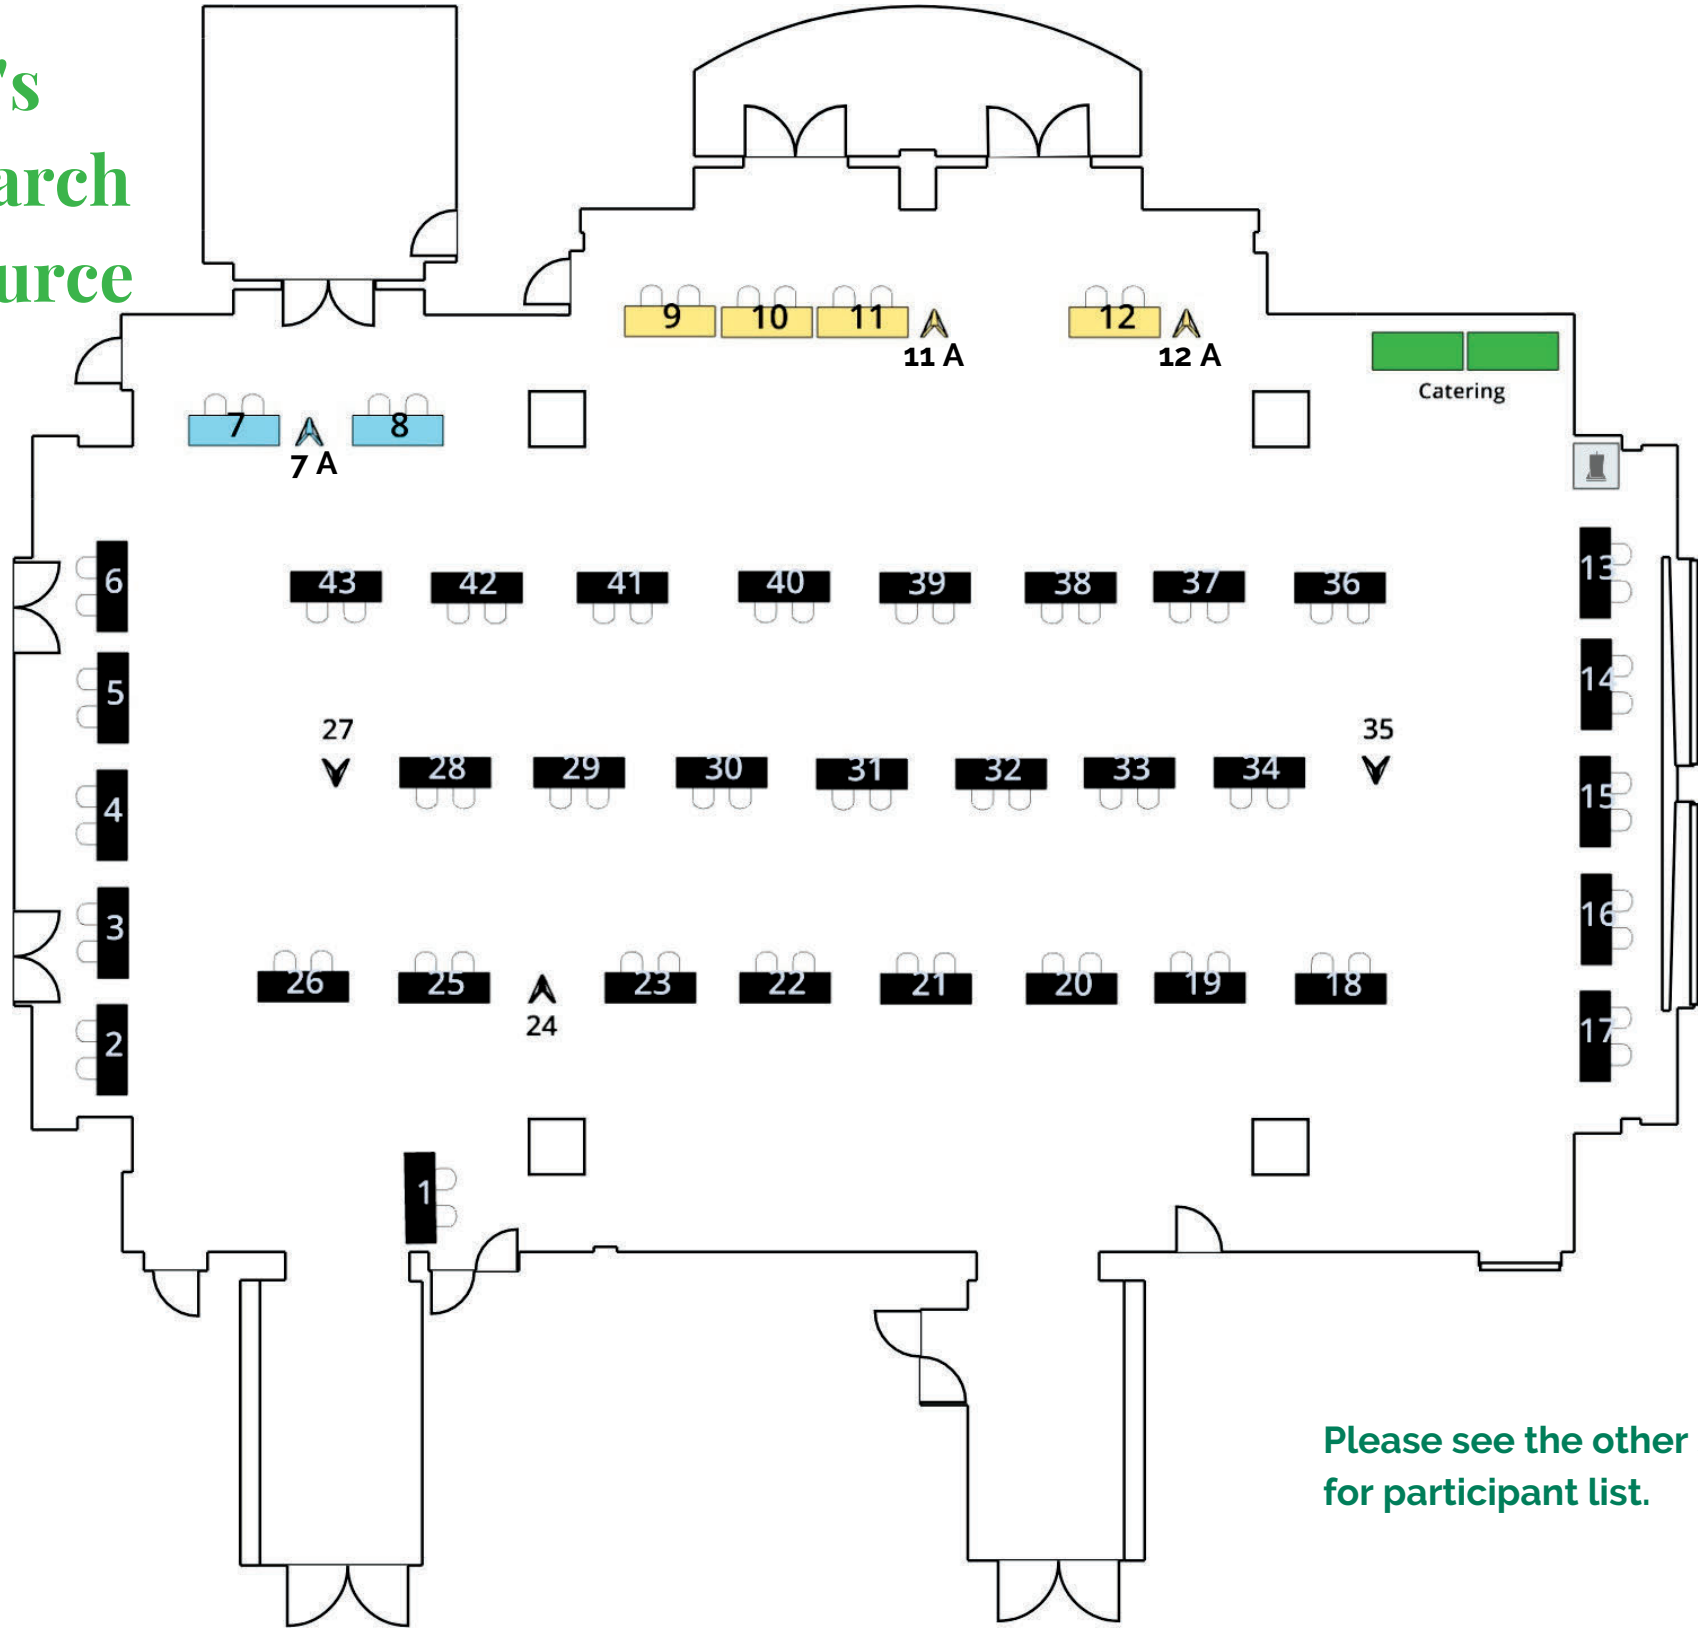 's
arch
urce
9 10 11 12
11 A 12 A
Catering
7 8
7 A
6 43 42 41 40 39 38 37 36 13
5 14
27 35
28 29 30 31 32 33 34
4 15
3 16
26 25 23 22 21 20 19 18
24
2 17
1
Please see the other
for participant list.